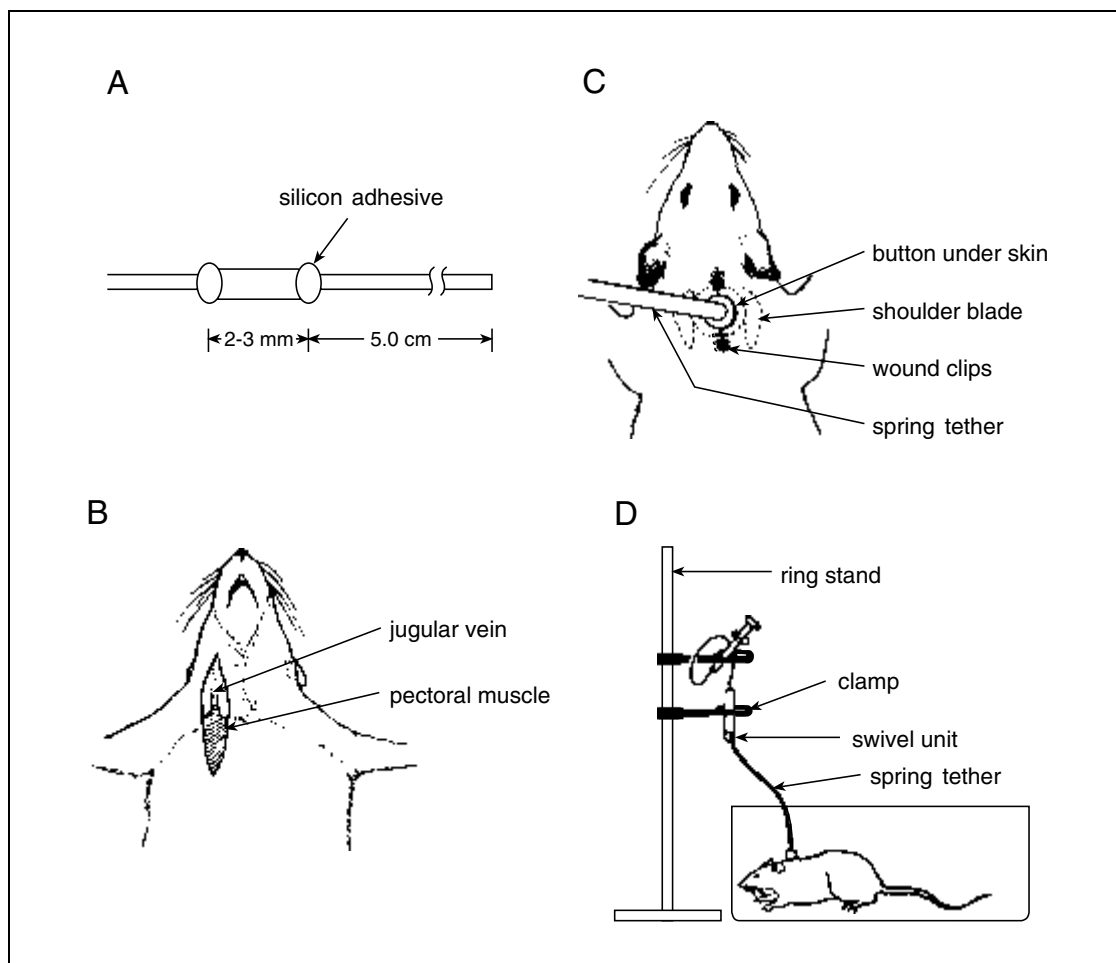 A
silicon adhesive
2-3 mm
5.0 cm
B
jugular vein
pectoral muscle
C
button under skin
shoulder blade
wound clips
spring tether
D
ring stand
clamp
swivel unit
spring tether